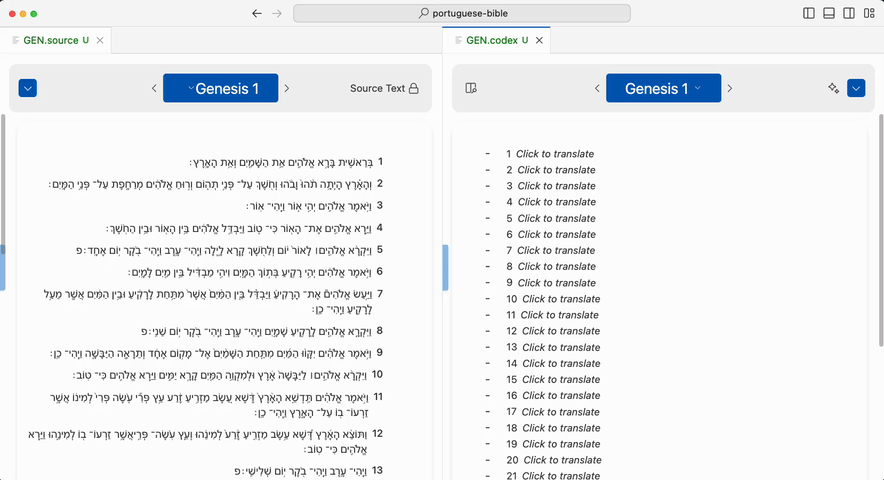 portuguese-bible
GEN.source U
GEN.codex U
Genesis 1
Source Text
Genesis 1
1 בְּרֵאשִׁית בָּרָא אֱלֹהִים אֵת הַשָּׁמַיִם וְאֵת הָאָרֶץ׃
2 וְהָאָרֶץ הָיְתָה תֹהוּ וָבֹהוּ וְחֹשֶׁךְ עַל־ פְּנֵי תְהוֹם וְרוּחַ אֱלֹהִים מְרַחֶפֶת עַל־ פְּנֵי הַמָּיִם׃
3 וַיֹּאמֶר אֱלֹהִים יְהִי אוֹר וַיְהִי־ אוֹר׃
4 וַיַּרְא אֱלֹהִים אֶת־ הָאוֹר כִּי־ טוֹב וַיַּבְדֵּל אֱלֹהִים בֵּין הָאוֹר וּבֵין הַחֹשֶׁךְ׃
5 וַיִּקְרָא אֱלֹהִים׀ לָאוֹר יוֹם וְלַחֹשֶׁךְ קָרָא לָיְלָה וַיְהִי־ עֶרֶב וַיְהִי־ בֹקֶר יוֹם אֶחָד׃ פ
6 וַיֹּאמֶר אֱלֹהִים יְהִי רָקִיעַ בְּתוֹךְ הַמָּיִם וִיהִי מַבְדִּיל בֵּין מַיִם לָמָיִם׃
7 וַיַּעַשׂ אֱלֹהִים אֶת־ הָרָקִיעַ וַיַּבְדֵּל בֵּין הַמַּיִם אֲשֶׁר מִתַּחַת לָרָקִיעַ וּבֵין הַמַּיִם אֲשֶׁר מֵעַל
לָרָקִיעַ וַיְהִי־ כֵן׃
8 וַיִּקְרָא אֱלֹהִים לָרָקִיעַ שָׁמָיִם וַיְהִי־ עֶרֶב וַיְהִי־ בֹקֶר יוֹם שֵׁנִי׃ פ
9 וַיֹּאמֶר אֱלֹהִים יִקָּווּ הַמַּיִם מִתַּחַת הַשָּׁמַיִם אֶל־ מָקוֹם אֶחָד וְתֵרָאֶה הַיַּבָּשָׁה וַיְהִי־ כֵן׃
10 וַיִּקְרָא אֱלֹהִים׀ לַיַּבָּשָׁה אֶרֶץ וּלְמִקְוֵה הַמַּיִם קָרָא יַמִּים וַיַּרְא אֱלֹהִים כִּי־ טוֹב׃
11 וַיֹּאמֶר אֱלֹהִים תַּדְשֵׁא הָאָרֶץ דֶּשֶׁא עֵשֶׂב מַזְרִיעַ זֶרַע עֵץ פְּרִי עֹשֶׂה פְּרִי לְמִינוֹ אֲשֶׁר
זַרְעוֹ־ בוֹ עַל־ הָאָרֶץ וַיְהִי־ כֵן׃
12 וַתּוֹצֵא הָאָרֶץ דֶּשֶׁא עֵשֶׂב מַזְרִיעַ זֶרַע לְמִינֵהוּ וְעֵץ עֹשֶׂה־ פְּרִי אֲשֶׁר זַרְעוֹ־ בוֹ לְמִינֵהוּ וַיַּרְא
אֱלֹהִים כִּי־ טוֹב׃
13 וַיְהִי־ עֶרֶב וַיְהִי־ בֹקֶר יוֹם שְׁלִישִׁי׃ פ
- 1 Click to translate
- 2 Click to translate
- 3 Click to translate
- 4 Click to translate
- 5 Click to translate
- 6 Click to translate
- 7 Click to translate
- 8 Click to translate
- 9 Click to translate
- 10 Click to translate
- 11 Click to translate
- 12 Click to translate
- 13 Click to translate
- 14 Click to translate
- 15 Click to translate
- 16 Click to translate
- 17 Click to translate
- 18 Click to translate
- 19 Click to translate
- 20 Click to translate
- 21 Click to translate